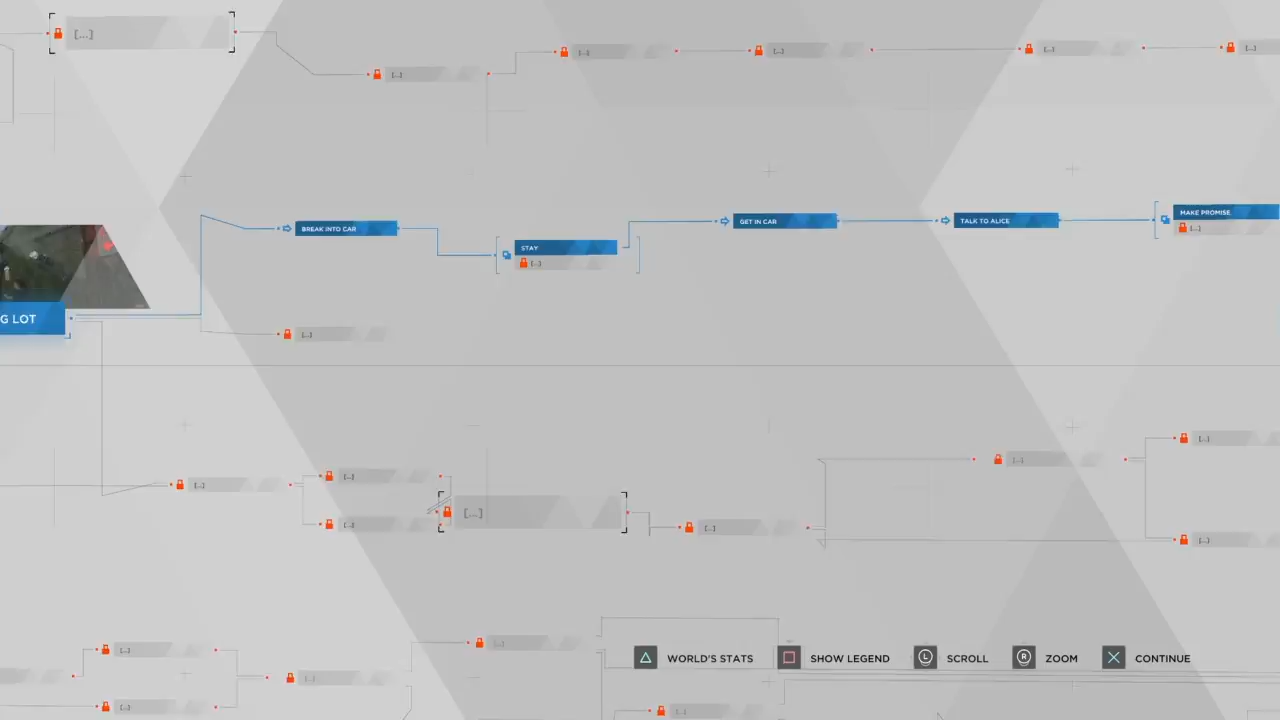 [...]
[...]
[...]
[...]
[...]
[...]
BREAK INTO CAR
STAY
[...]
GET IN CAR
TALK TO ALICE
MAKE PROMISE
[...]
G LOT
[...]
[...]
[...]
[...]
[...]
[...]
[...]
[...]
[...]
[...]
[...]
[...]
[...]
[...]
WORLD'S STATS
SHOW LEGEND
L
SCROLL
R
ZOOM
CONTINUE